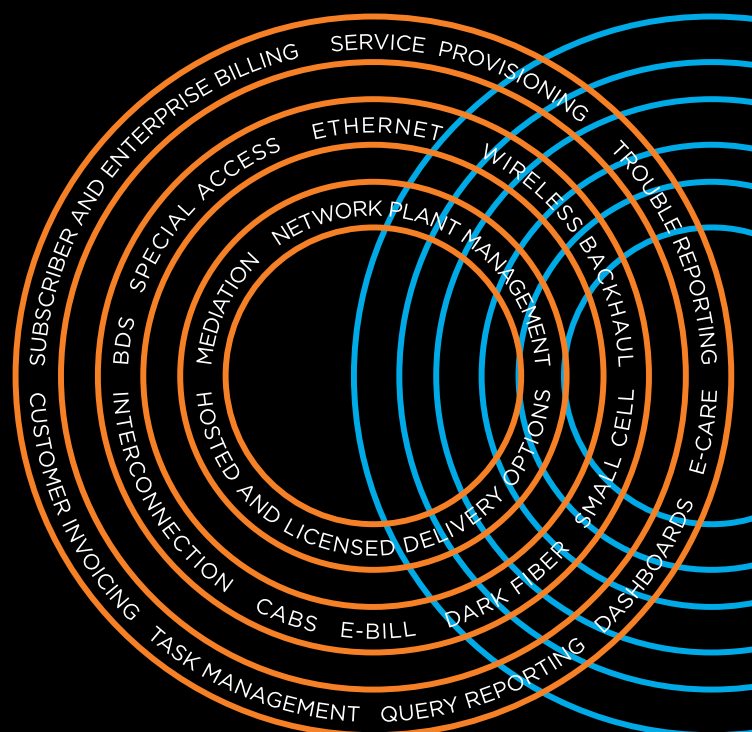 SUBSCRIBER AND ENTERPRISE BILLING
SERVICE PROVISIONING
TROUBLE REPORTING
E-CARE
DASHBOARDS
QUERY REPORTING
TASK MANAGEMENT
CUSTOMER INVOICING
BDS
SPECIAL ACCESS
ETHERNET
WIRELESS BACKHAUL
SMALL CELL
DARK FIBER
E-BILL
CABS
INTERCONNECTION
MEDIATION
NETWORK PLANT MANAGEMENT
HOSTED AND LICENSED DELIVERY OPTIONS